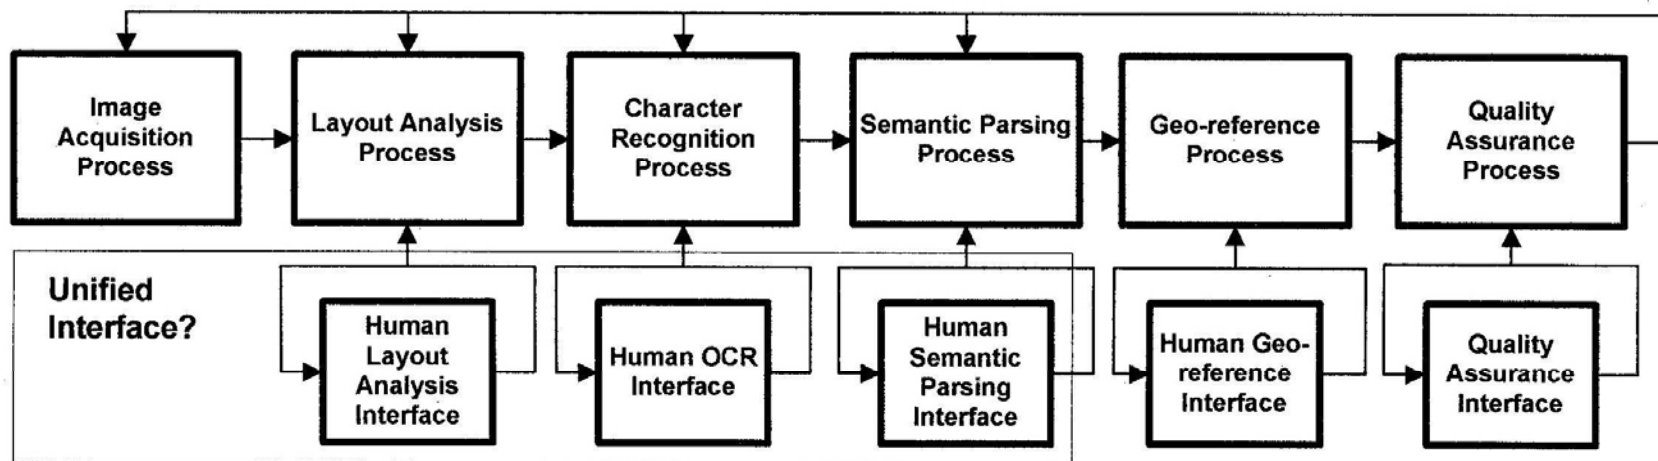 Image
Acquisition
Process
Layout Analysis
Process
Character
Recognition
Process
Semantic Parsing
Process
Geo-reference
Process
Quality
Assurance
Process
Unified
Interface?
Human
Layout
Analysis
Interface
Human OCR
Interface
Human
Semantic
Parsing
Interface
Human Geo-
reference
Interface
Quality
Assurance
Interface